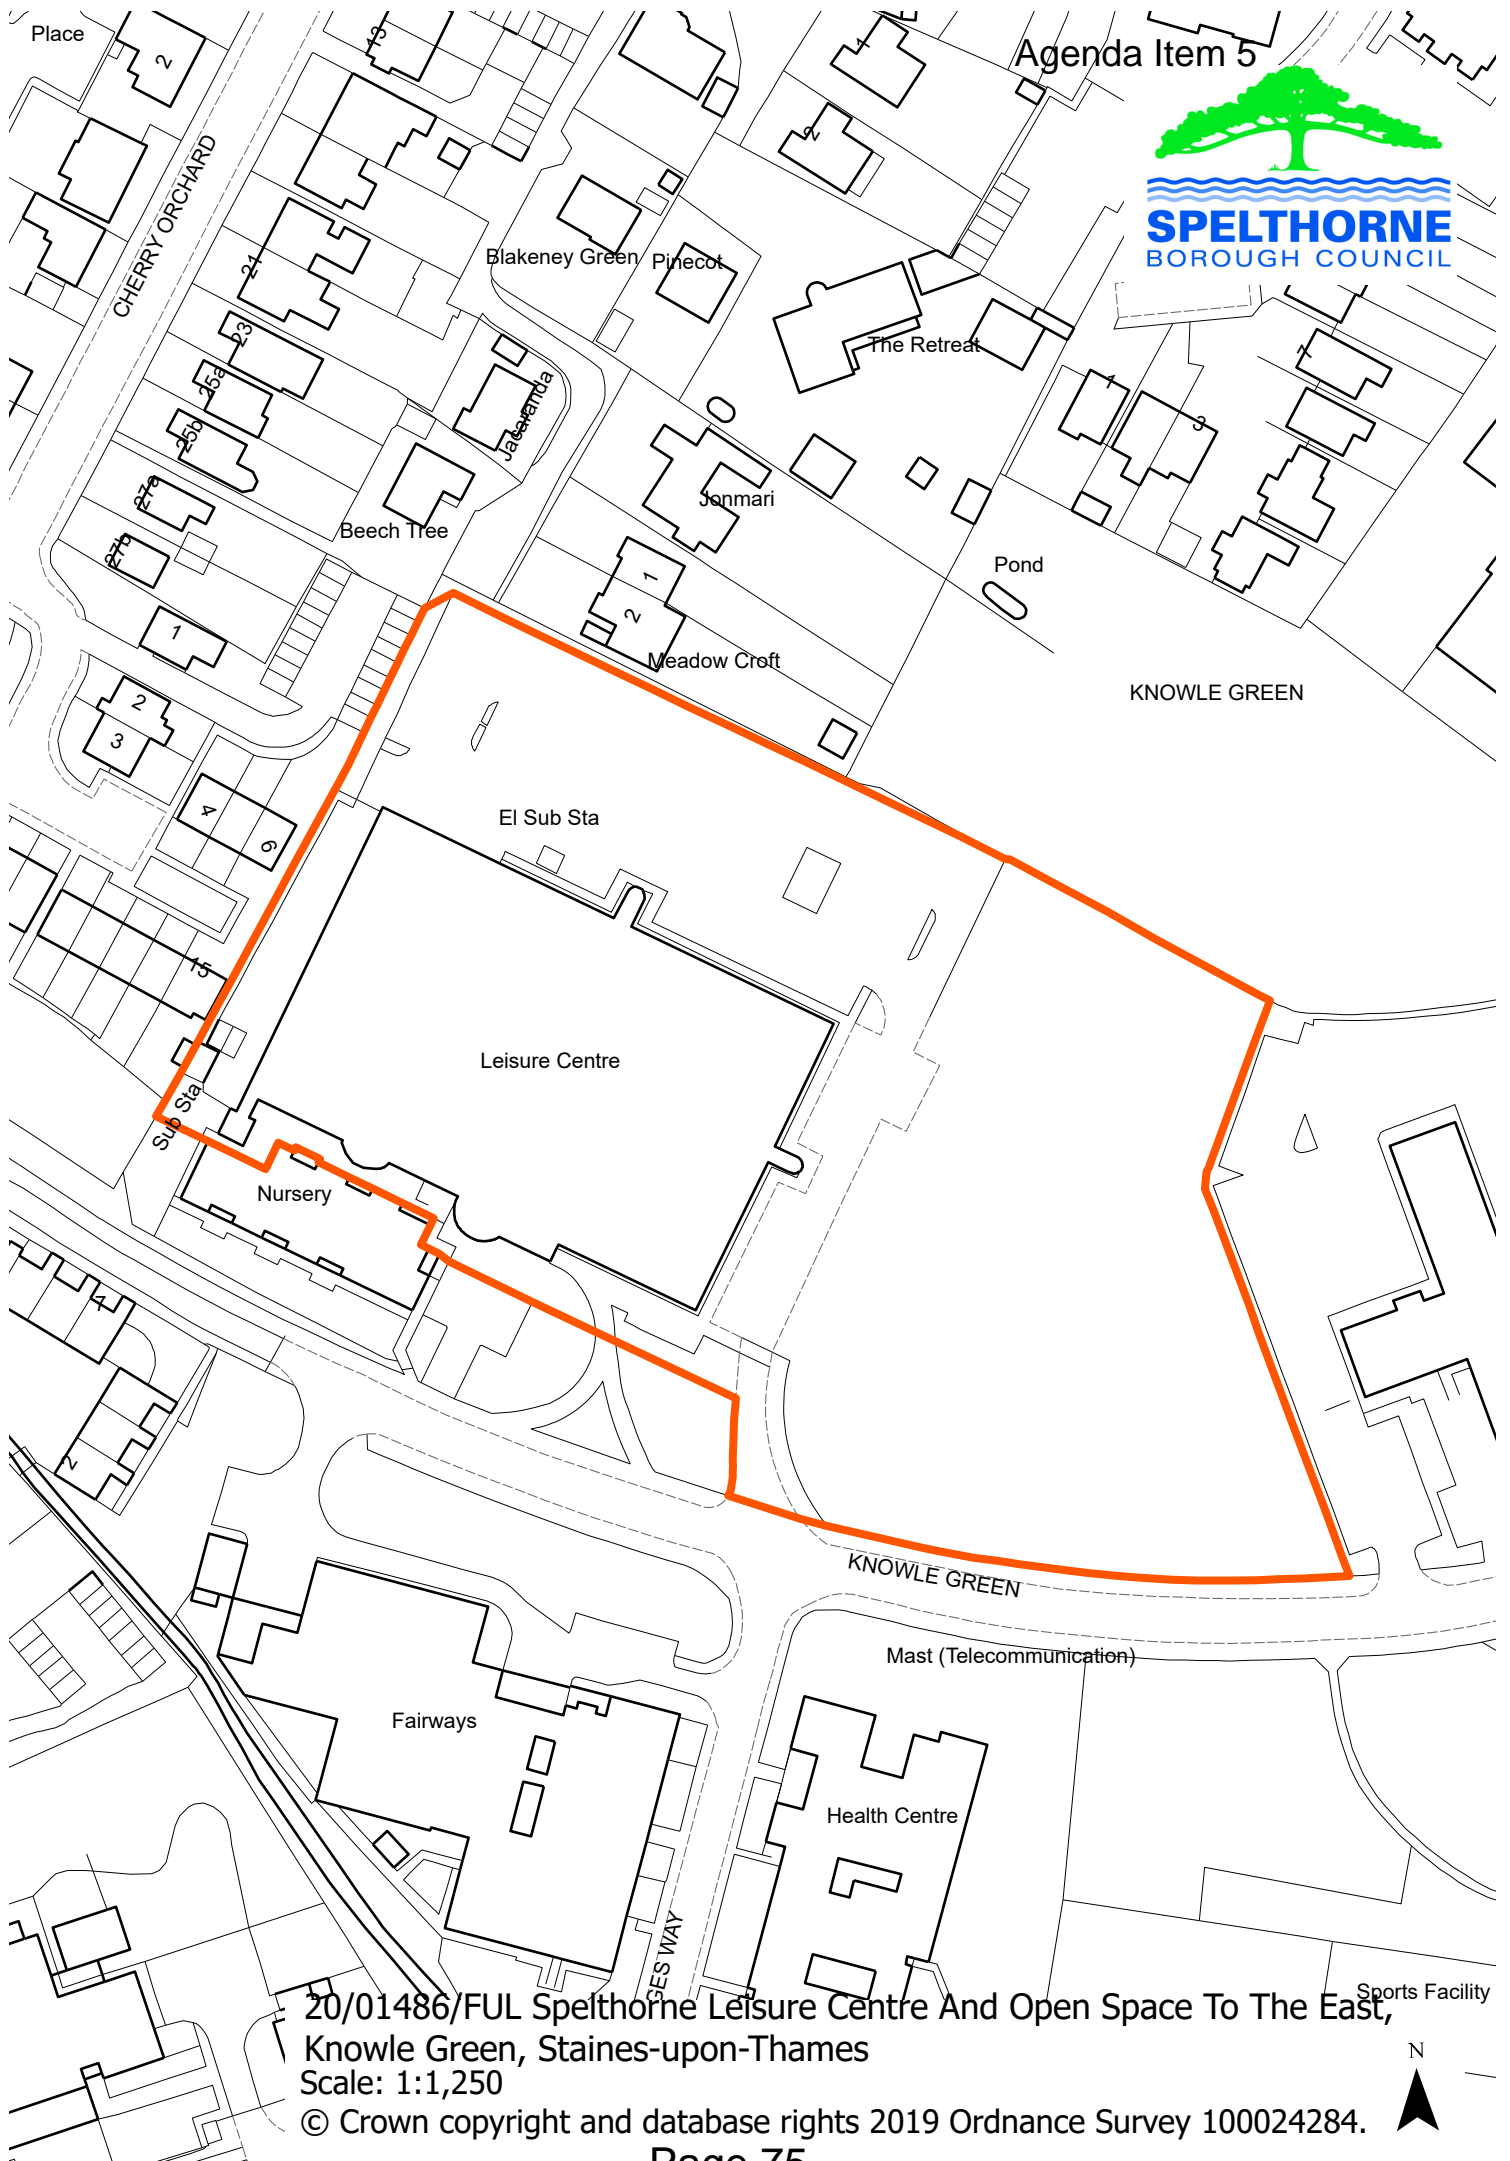 Agenda Item 5
SPELTHORNE
BOROUGH COUNCIL
Place
2
13
1
2
CHERRY ORCHARD
21
Blakeney Green
Pinecot
The Retreat
23
25a
25b
Jacaranda
1
3
7
27a
27b
Beech Tree
Jonmari
Pond
1
1
2
Meadow Croft
KNOWLE GREEN
2
3
4
6
El Sub Sta
15
Leisure Centre
Sub Sta
Nursery
2
KNOWLE GREEN
Mast (Telecommunication)
Fairways
Health Centre
GES WAY
Sports Facility
20/01486/FUL Spelthorne Leisure Centre And Open Space To The East,
Knowle Green, Staines-upon-Thames
Scale: 1:1,250
© Crown copyright and database rights 2019 Ordnance Survey 100024284.
N
Page 75